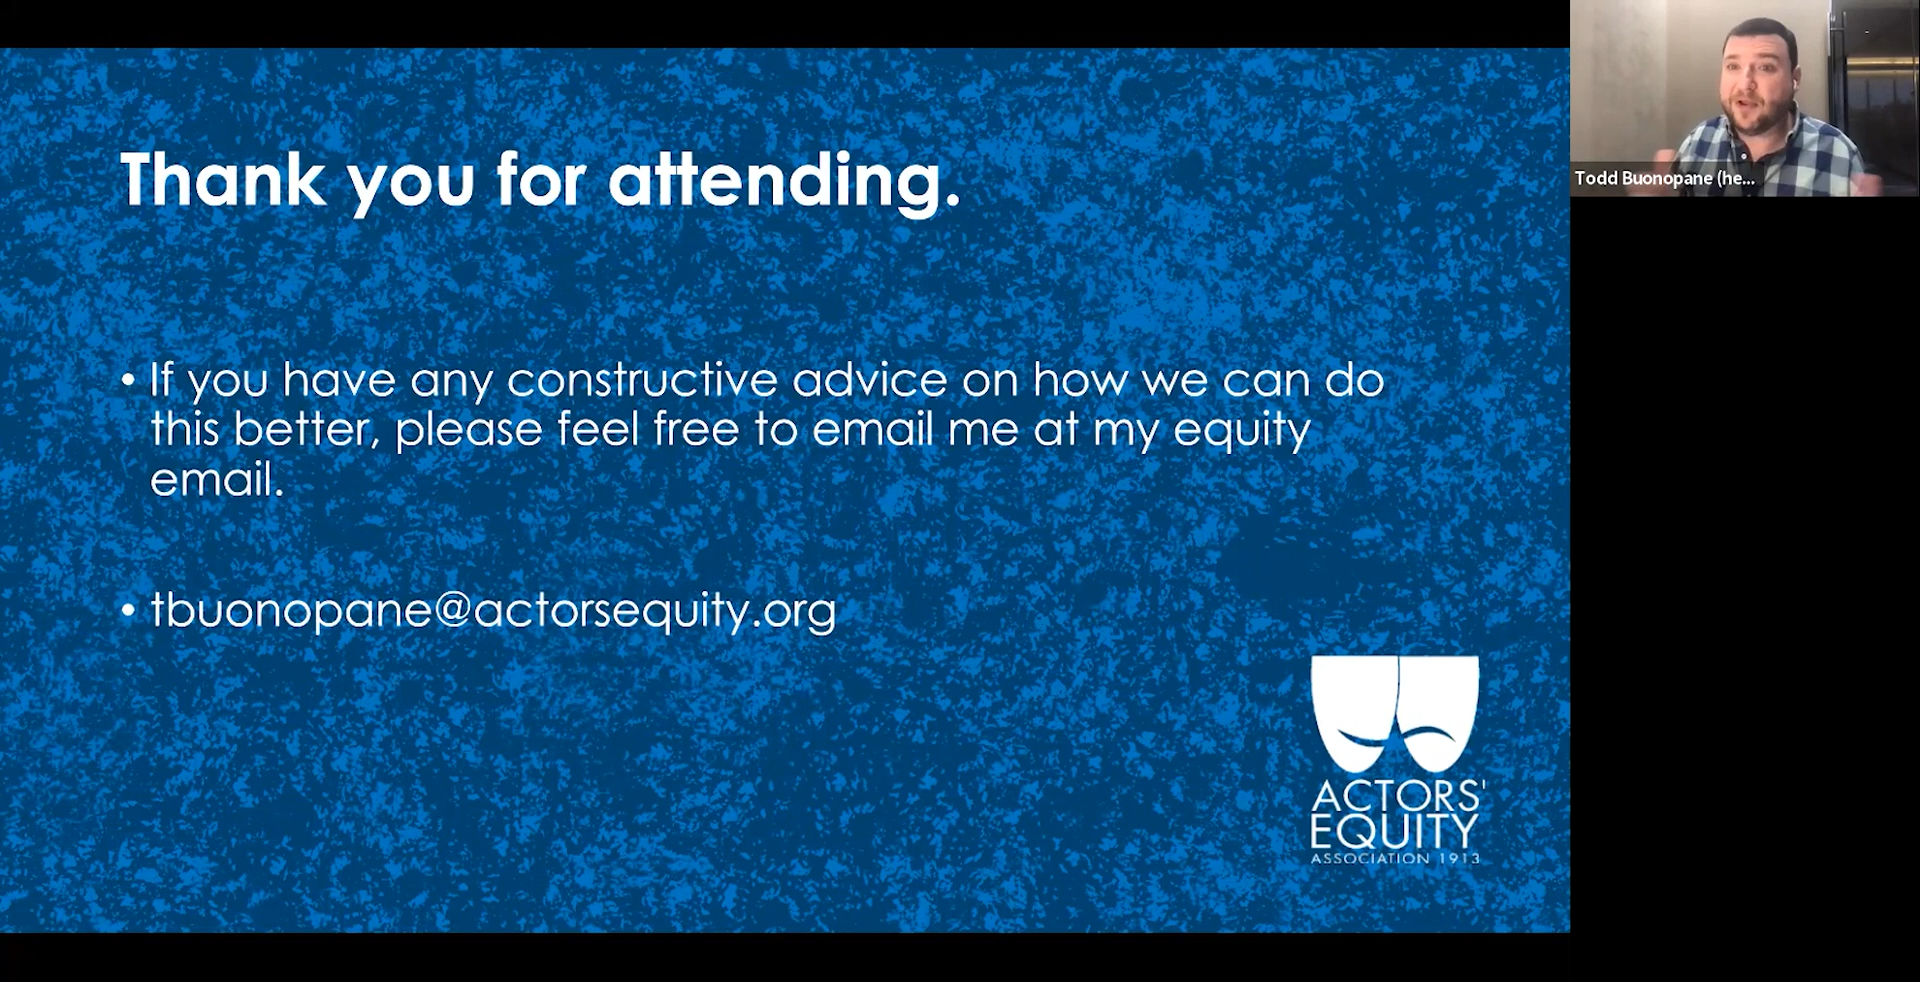 Thank you for attending.
• If you have any constructive advice on how we can do
this better, please feel free to email me at my equity
email.
• tbuonopane@actorsequity.org
ACTORS'
EQUITY
ASSOCIATION 1913
Todd Buonopane (he...